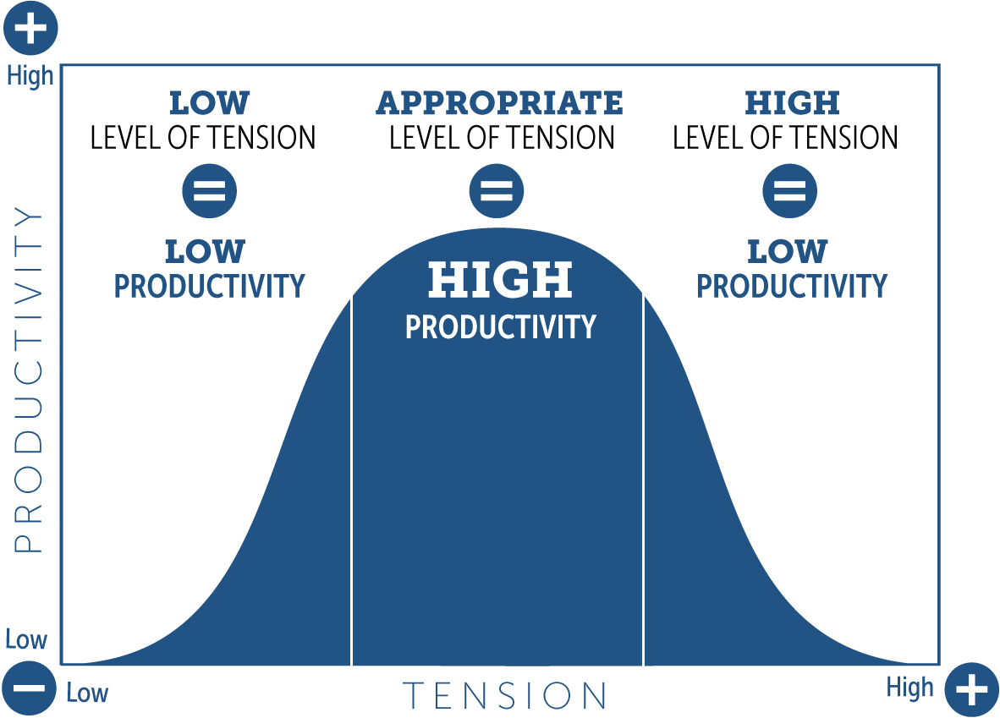 High
LOW
LEVEL OF TENSION
LOW
PRODUCTIVITY
APPROPRIATE
LEVEL OF TENSION
HIGH
PRODUCTIVITY
HIGH
LEVEL OF TENSION
LOW
PRODUCTIVITY
PRODUCTIVITY
Low
Low
TENSION
High